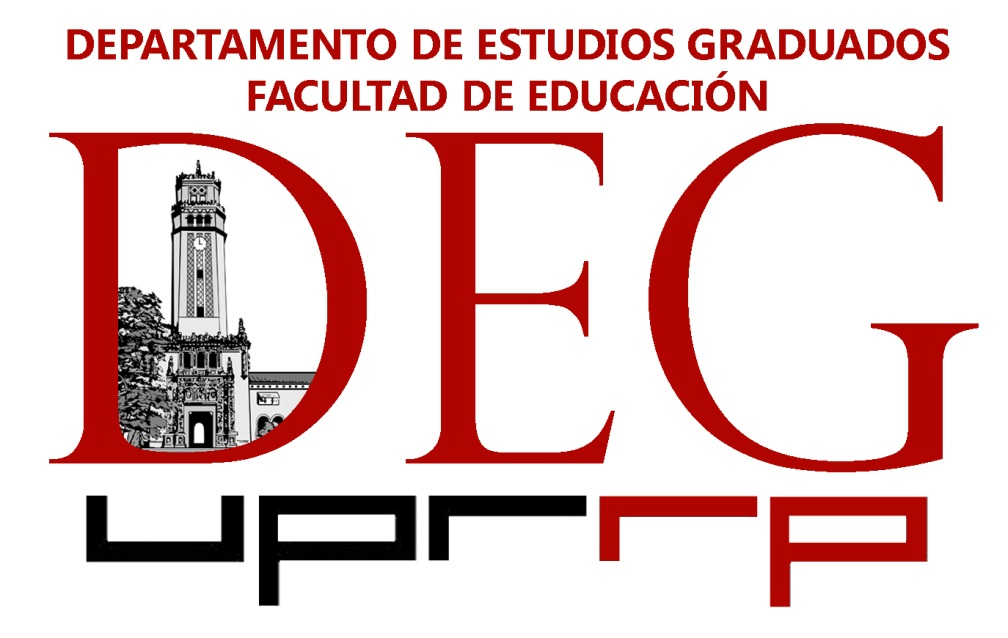 DEPARTAMENTO DE ESTUDIOS GRADUADOS
FACULTAD DE EDUCACIÓN
DEG
uprrp